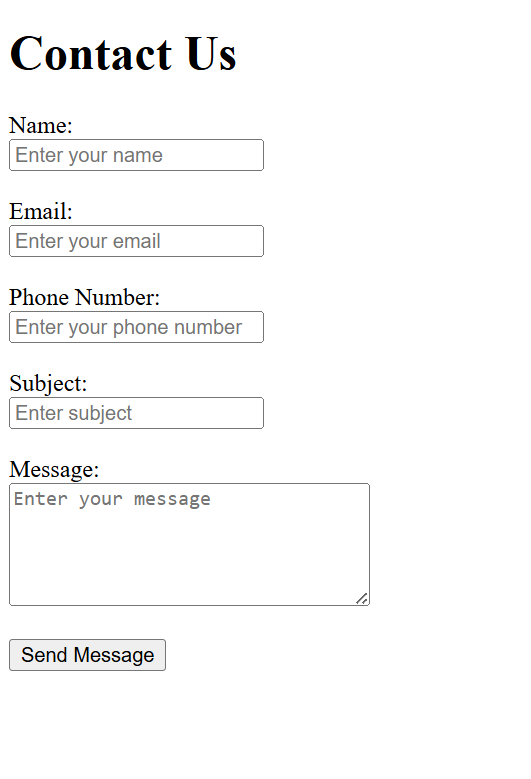 Contact Us
Name:
Enter your name
Email:
Enter your email
Phone Number:
Enter your phone number
Subject:
Enter subject
Message:
Enter your message
Send Message